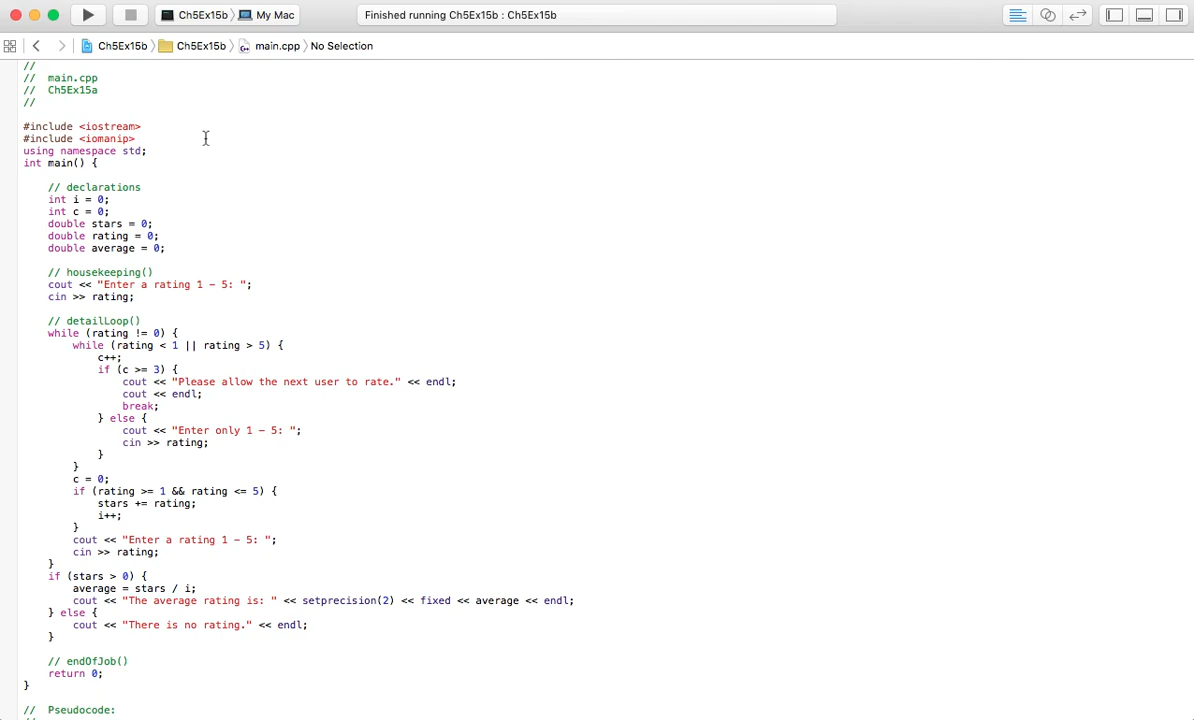 Ch5Ex15b My Mac Finished running Ch5Ex15b : Ch5Ex15b
Ch5Ex15b Ch5Ex15b main.cpp No Selection
//
//  main.cpp
//  Ch5Ex15a
//
#include <iostream>
#include <iomanip>
using namespace std;
int main() {
    // declarations
    int i = 0;
    int c = 0;
    double stars = 0;
    double rating = 0;
    double average = 0;
    // housekeeping()
    cout << "Enter a rating 1 – 5: ";
    cin >> rating;
    // detailLoop()
    while (rating != 0) {
        while (rating < 1 || rating > 5) {
            c++;
            if (c >= 3) {
                cout << "Please allow the next user to rate." << endl;
                cout << endl;
                break;
            } else {
                cout << "Enter only 1 – 5: ";
                cin >> rating;
            }
        }
        c = 0;
        if (rating >= 1 && rating <= 5) {
            stars += rating;
            i++;
        }
        cout << "Enter a rating 1 – 5: ";
        cin >> rating;
    }
    if (stars > 0) {
        average = stars / i;
        cout << "The average rating is: " << setprecision(2) << fixed << average << endl;
    } else {
        cout << "There is no rating." << endl;
    }
    // endOfJob()
    return 0;
}
//  Pseudocode:
//